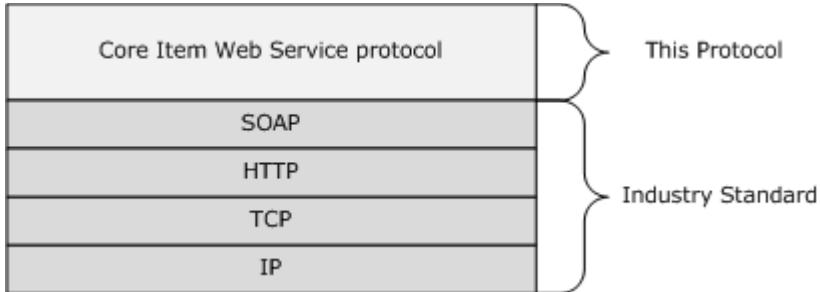 Core Item Web Service protocol
This Protocol
SOAP
HTTP
TCP
IP
Industry Standard